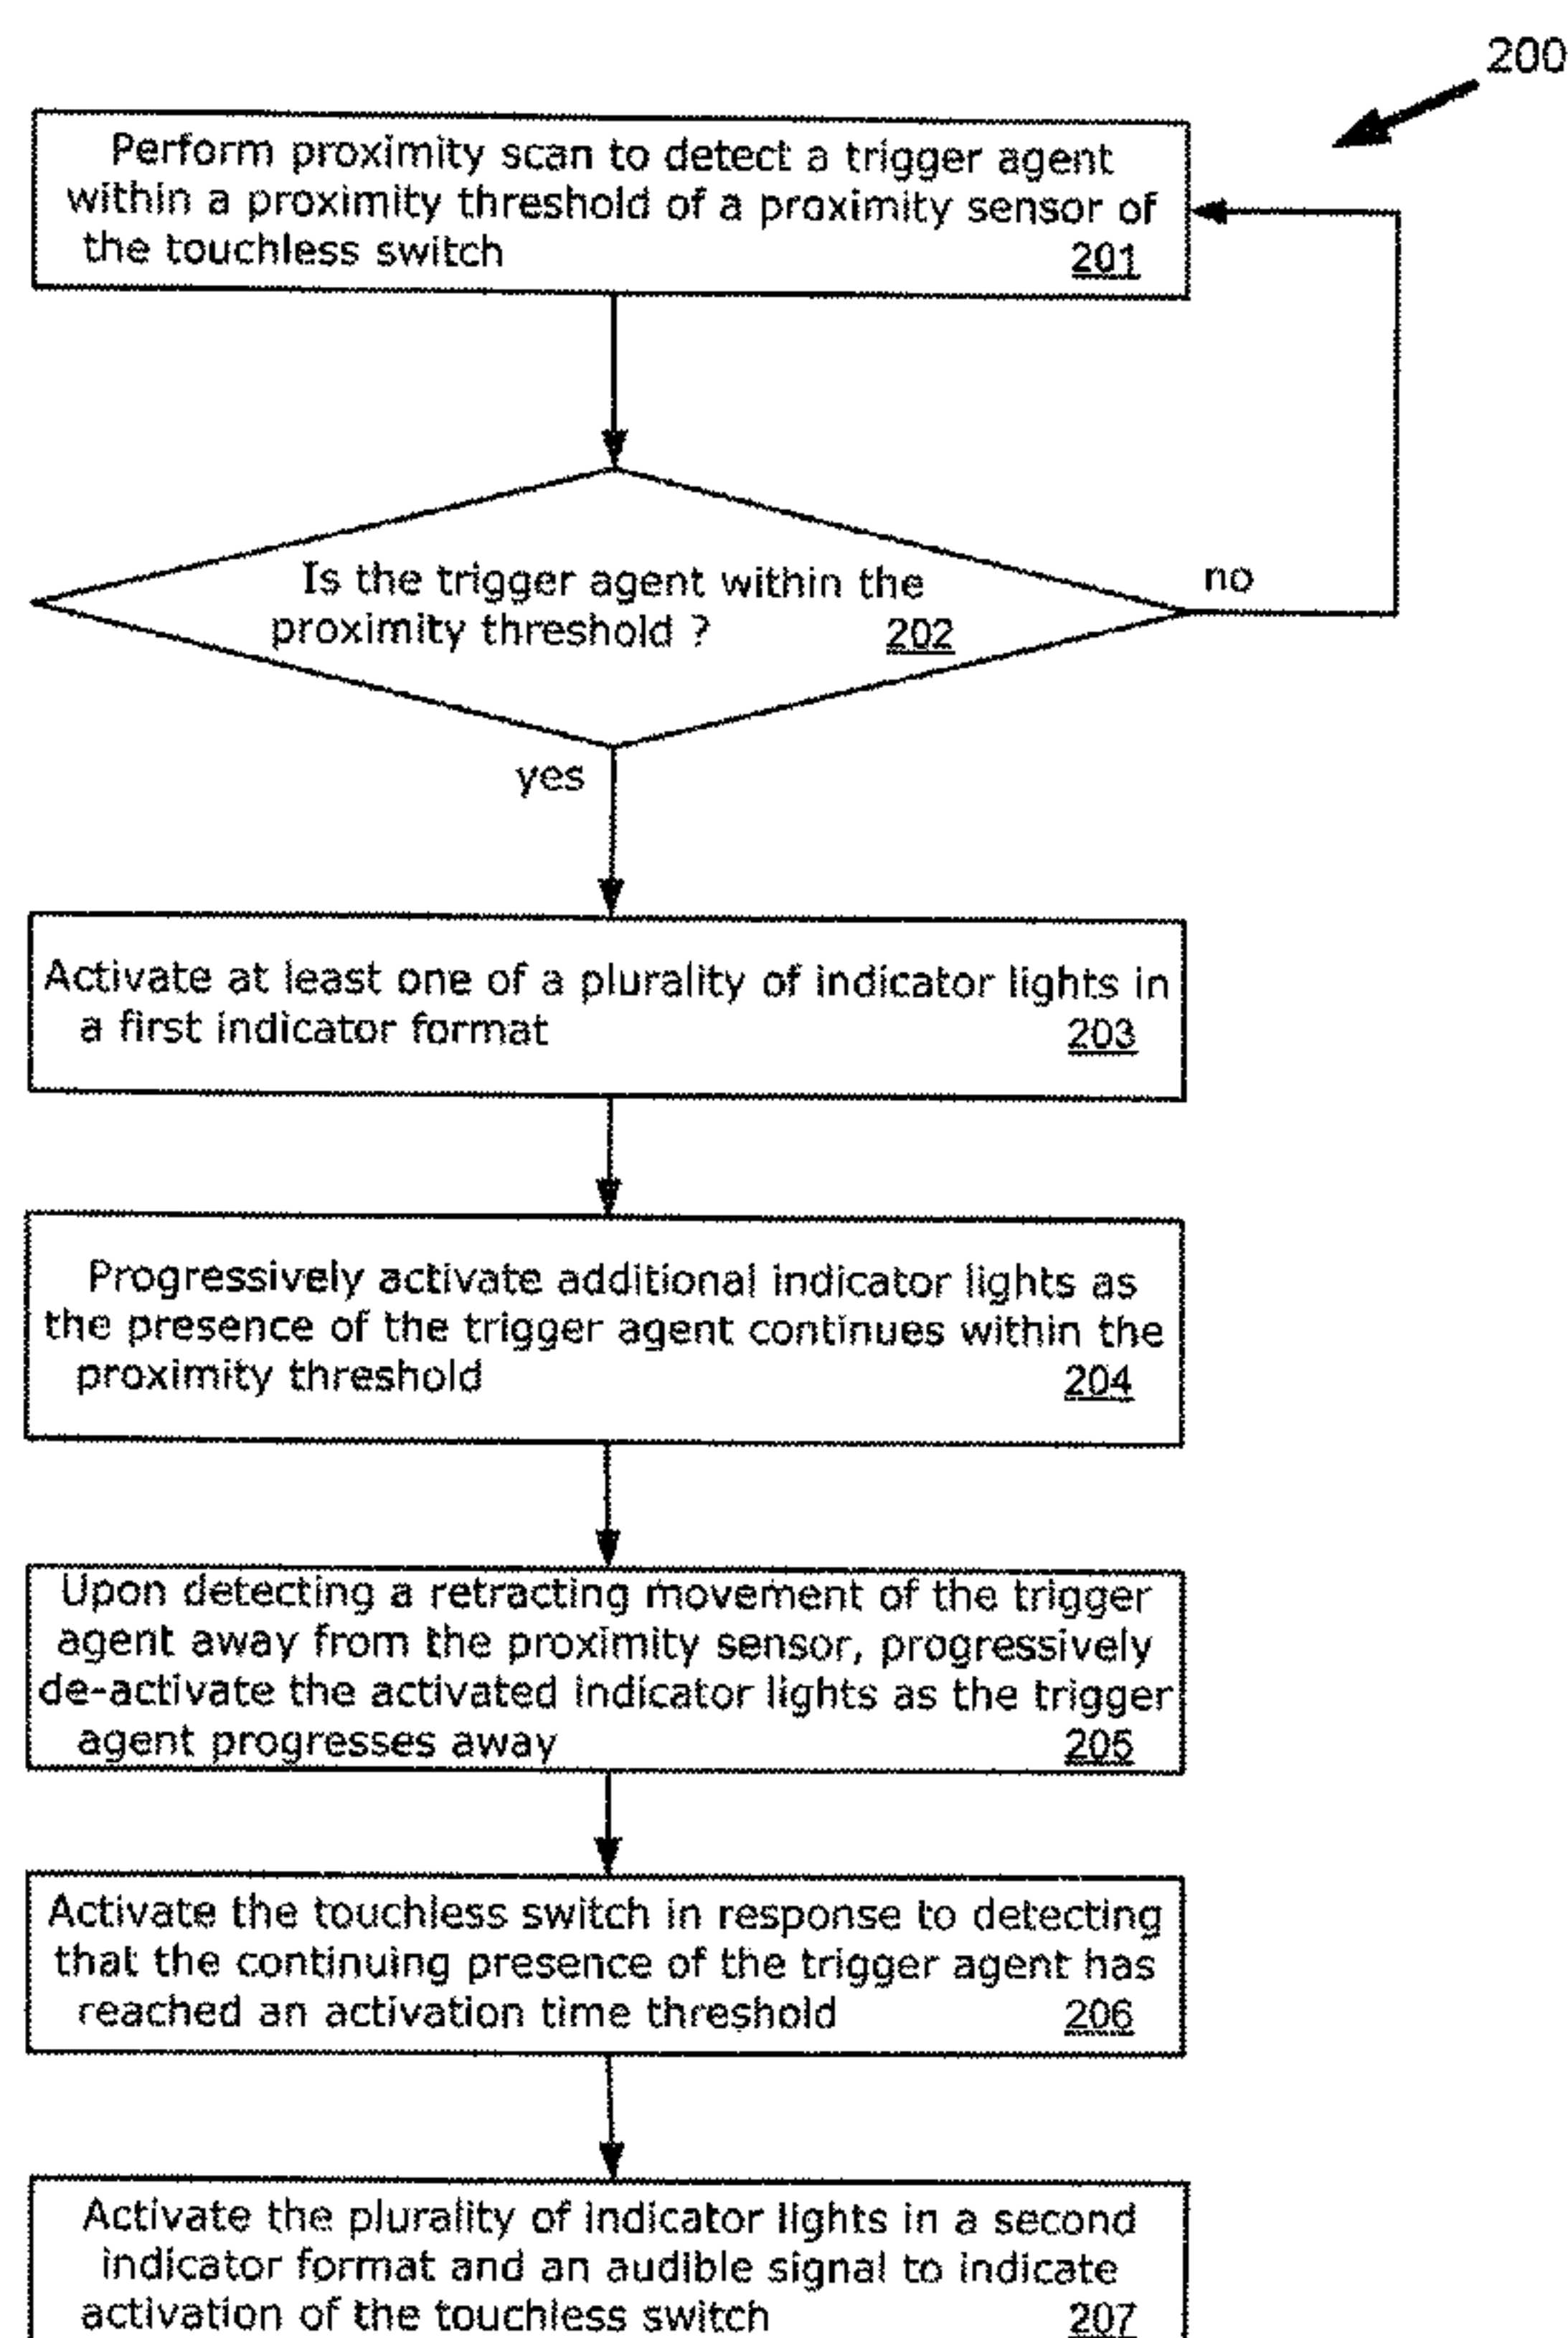 200
Perform proximity scan to detect a trigger agent
within a proximity threshold of a proximity sensor of
the touchless switch 201
Is the trigger agent within the
proximity threshold ? 202
no
yes
Activate at least one of a plurality of indicator lights in
a first indicator format 203
Progressively activate additional indicator lights as
the presence of the trigger agent continues within the
proximity threshold 204
Upon detecting a retracting movement of the trigger
agent away from the proximity sensor, progressively
de-activate the activated indicator lights as the trigger
agent progresses away 205
Activate the touchless switch in response to detecting
that the continuing presence of the trigger agent has
reached an activation time threshold 206
Activate the plurality of indicator lights in a second
indicator format and an audible signal to indicate
activation of the touchless switch 207